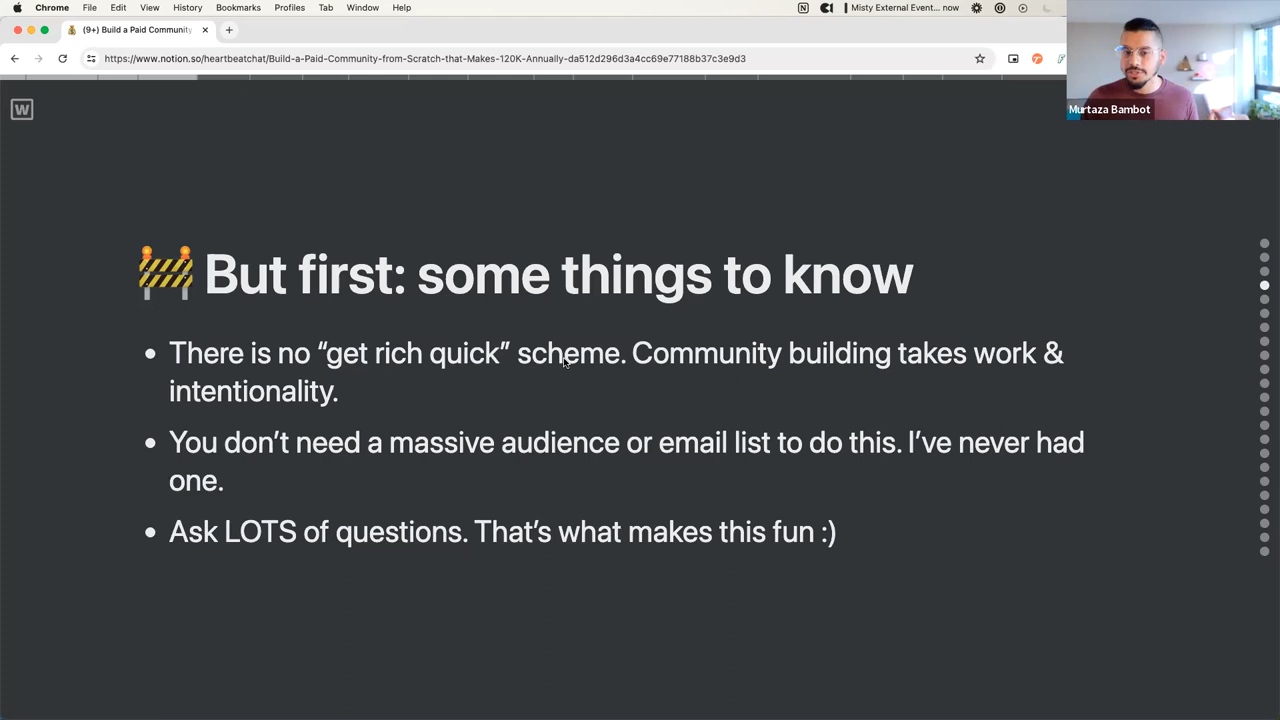 Chrome File Edit View History Bookmarks Profiles Tab Window Help Misty External Event... now
(9+) Build a Paid Community
https://www.notion.so/heartbeatchat/Build-a-Paid-Community-from-Scratch-that-Makes-120K-Annually-da512d296d3a4cc69e77188b37c3e9d3
W
Murtaza Bambot
But first: some things to know
• There is no “get rich quick” scheme. Community building takes work &
intentionality.
• You don’t need a massive audience or email list to do this. I’ve never had
one.
• Ask LOTS of questions. That’s what makes this fun :)